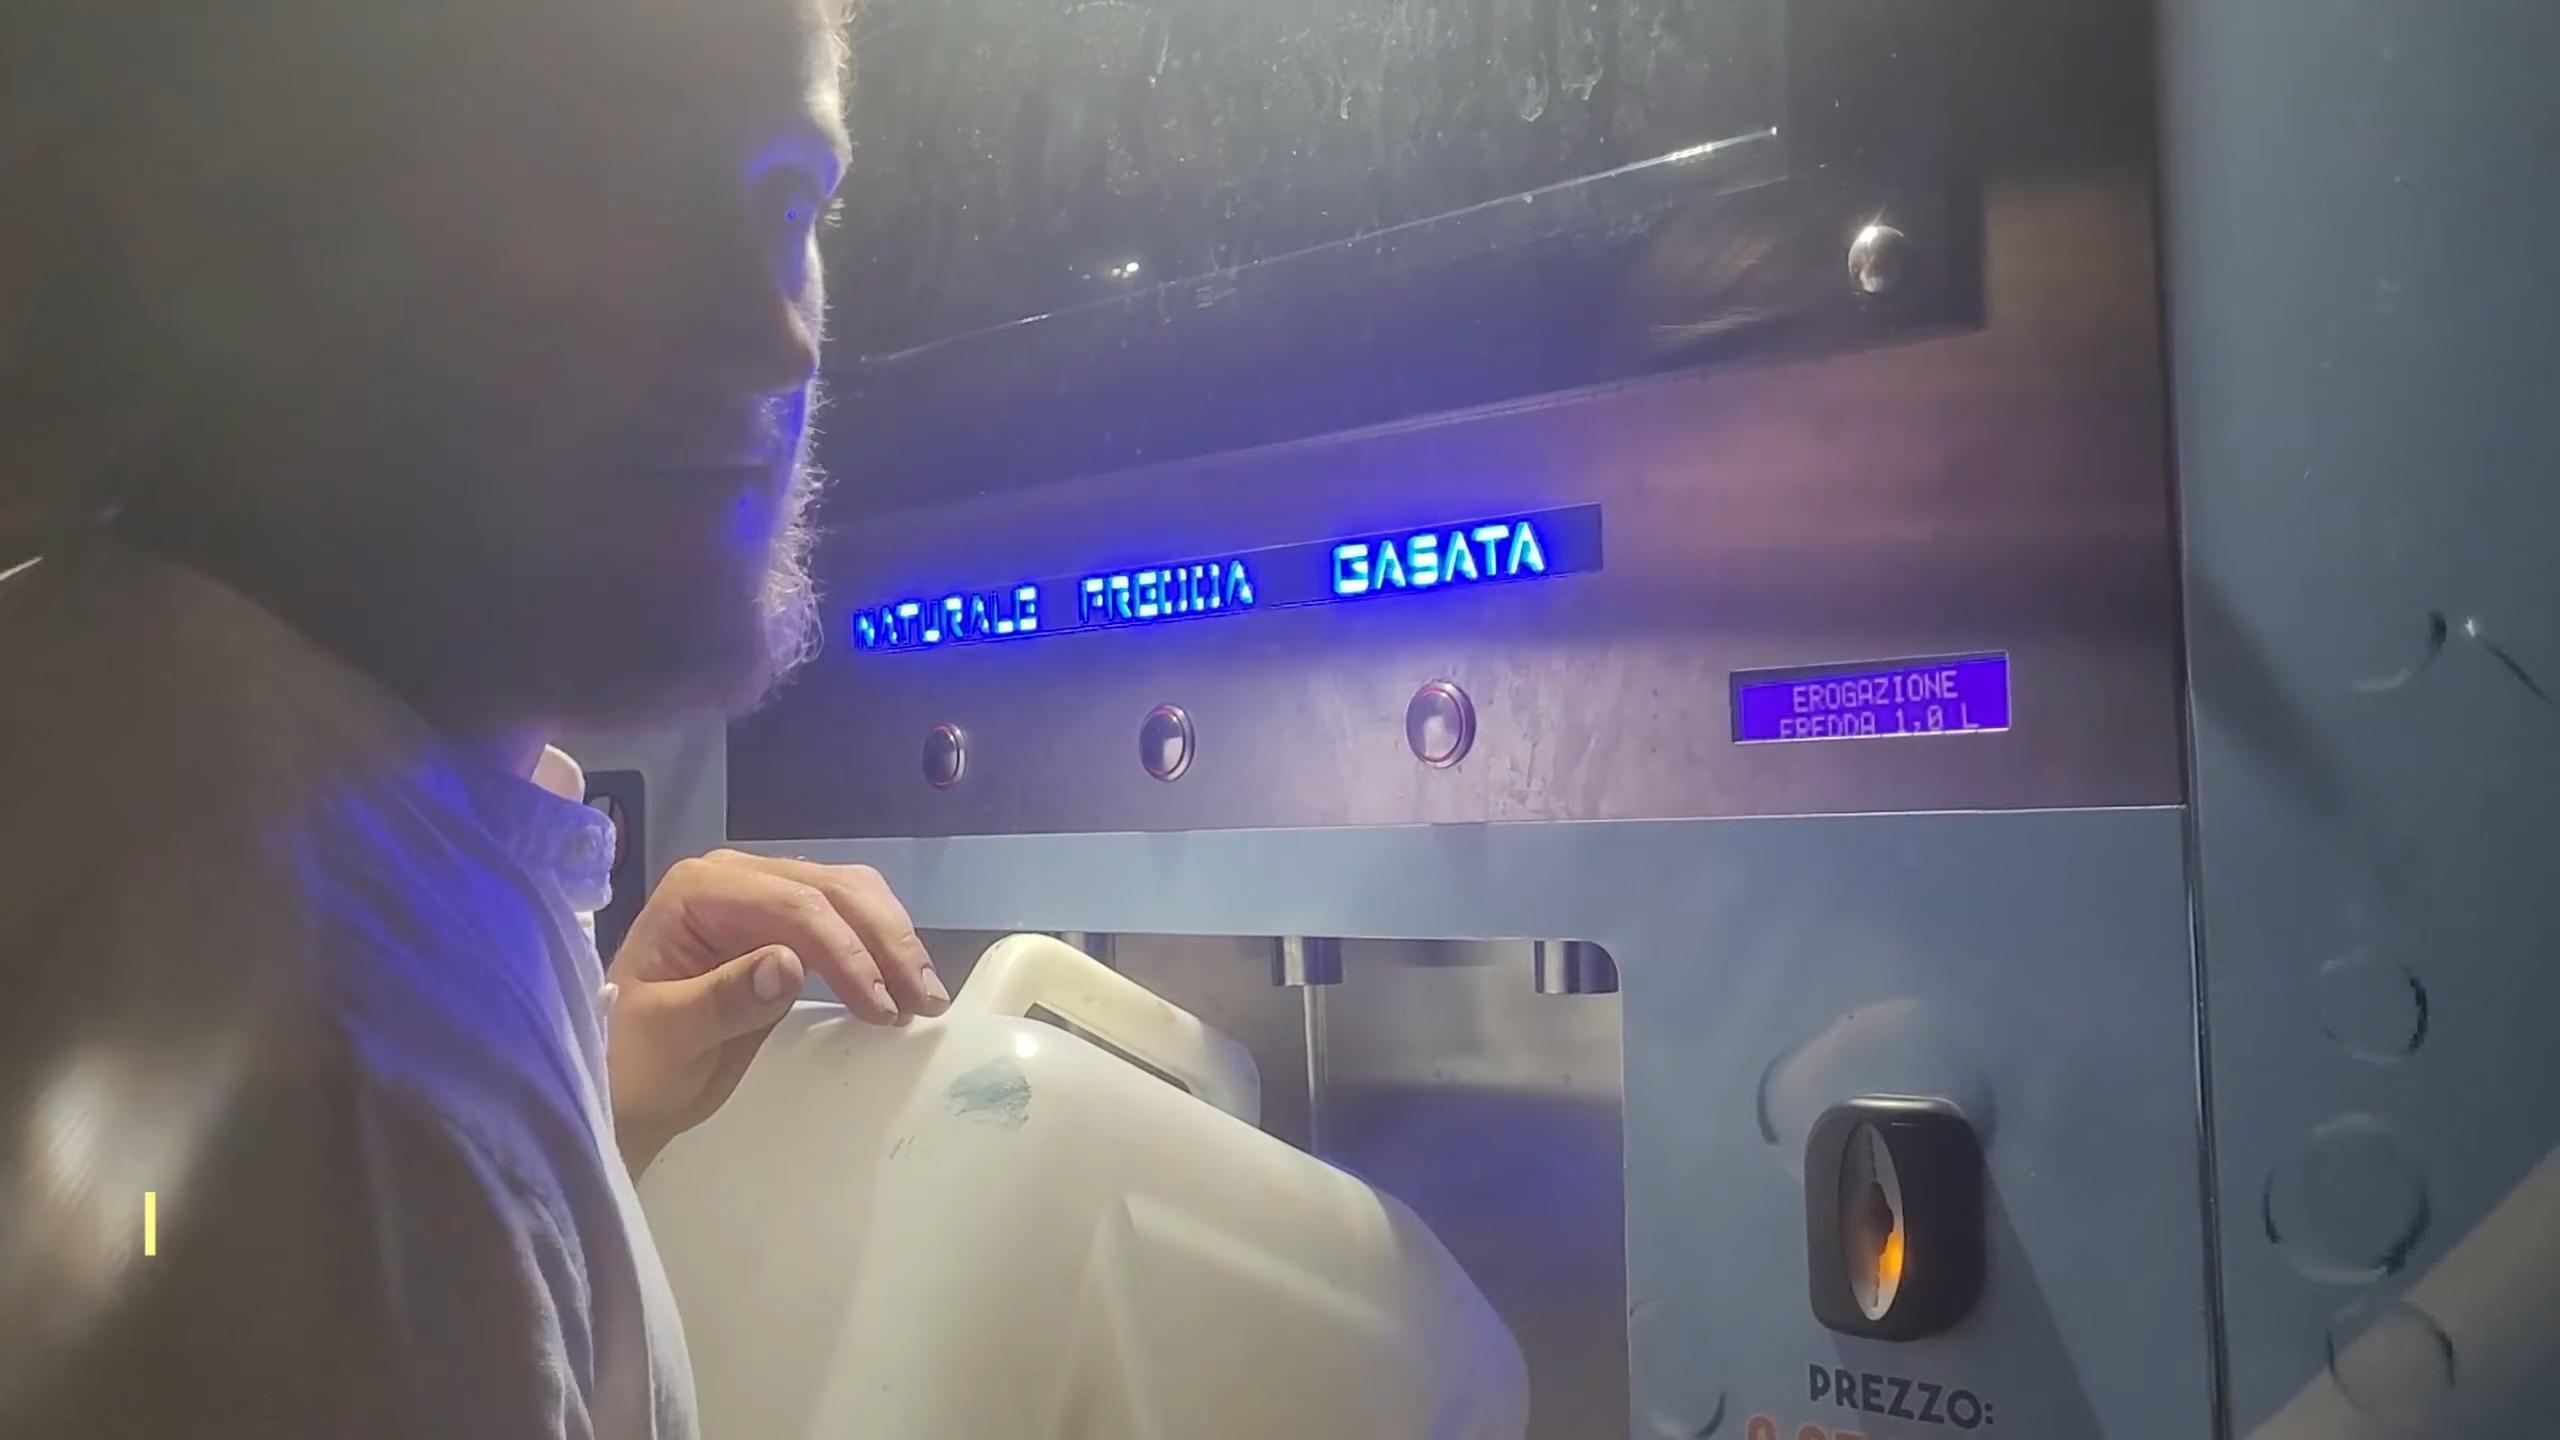 NATURALE FREDDA GASATA
EROGAZIONE
FREDDA 1,0 L
PREZZO: